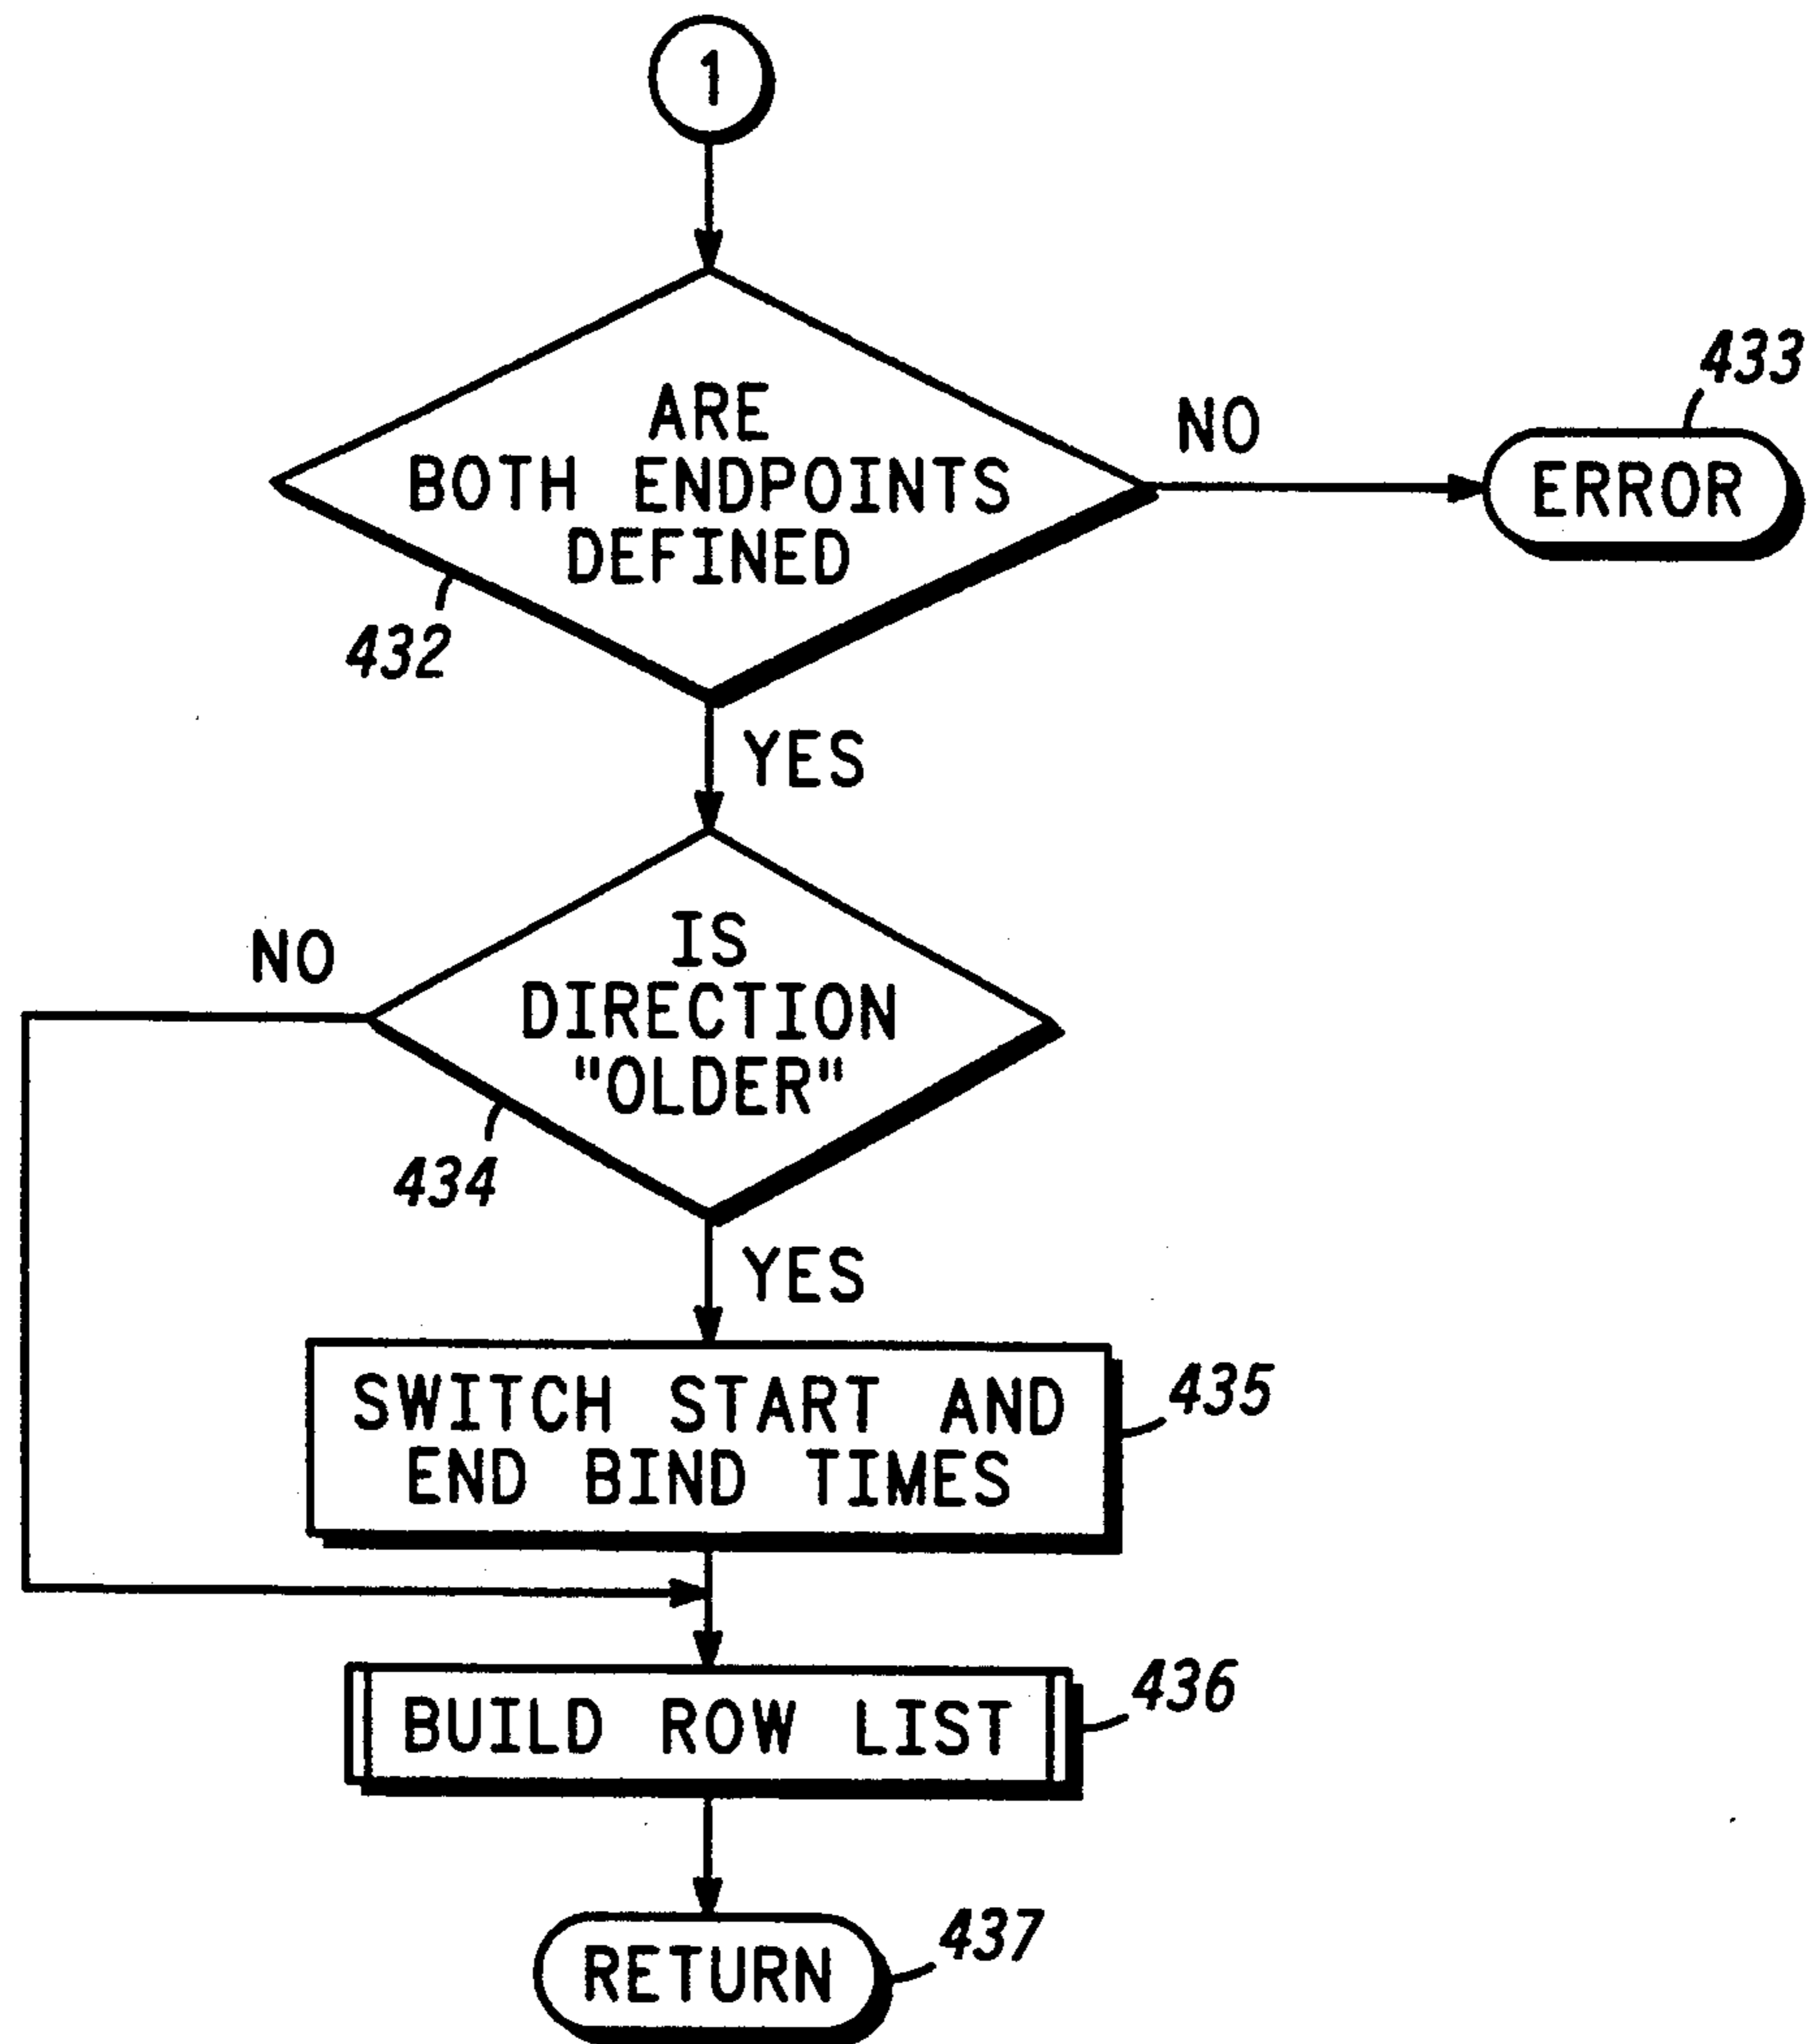 1
ARE
BOTH ENDPOINTS
DEFINED
432
NO
433
ERROR
YES
IS
DIRECTION
"OLDER"
NO
434
YES
SWITCH START AND
END BIND TIMES
435
BUILD ROW LIST
436
RETURN
437